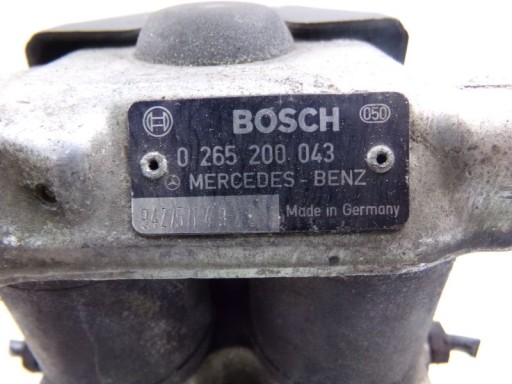 BOSCH 050
0 265 200 043
MERCEDES-BENZ
Made in Germany